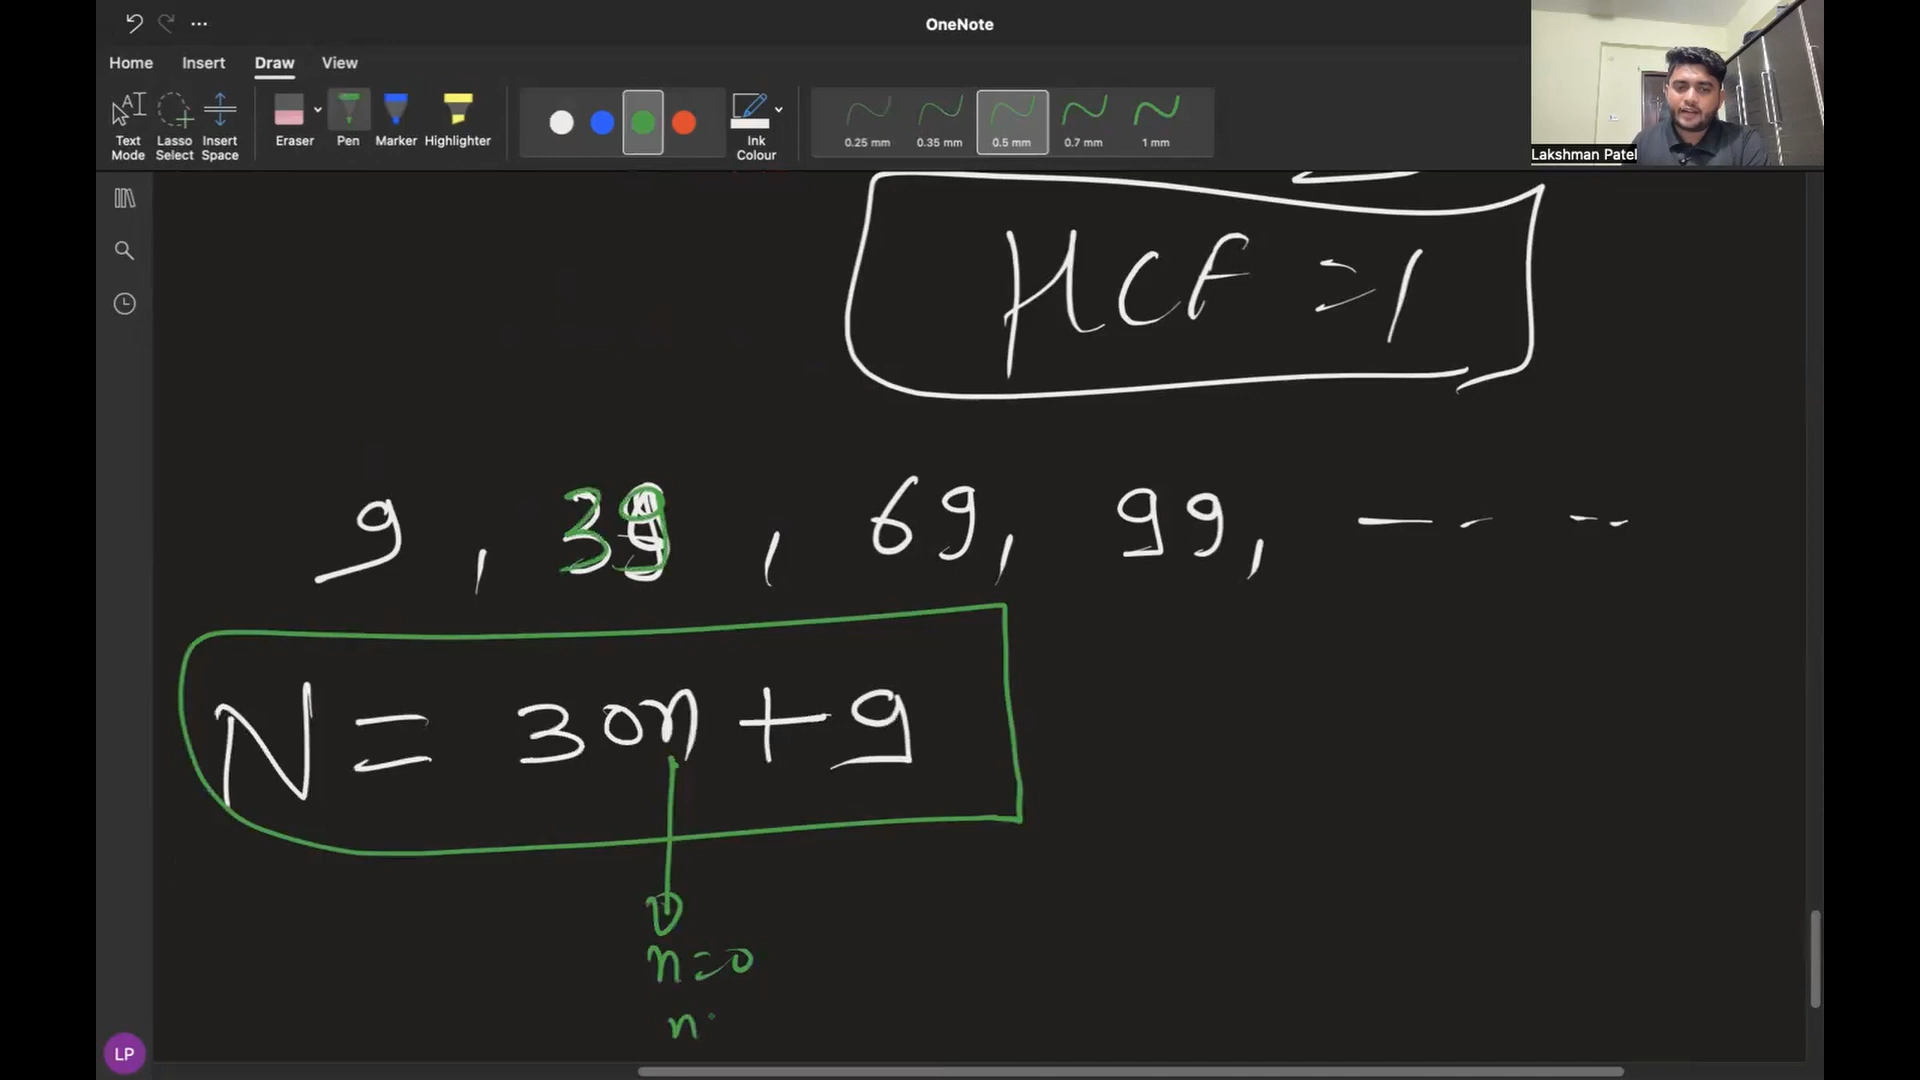 OneNote
Home Insert Draw View
Text Mode
Lasso Select
Insert Space
Eraser
Pen
Marker
Highlighter
Ink Colour
0.25 mm
0.35 mm
0.5 mm
0.7 mm
1 mm
Lakshman Patel
HCF = 1
9, 39, 69, 99, -- - --
N = 30n + 9
n = 0
n
LP